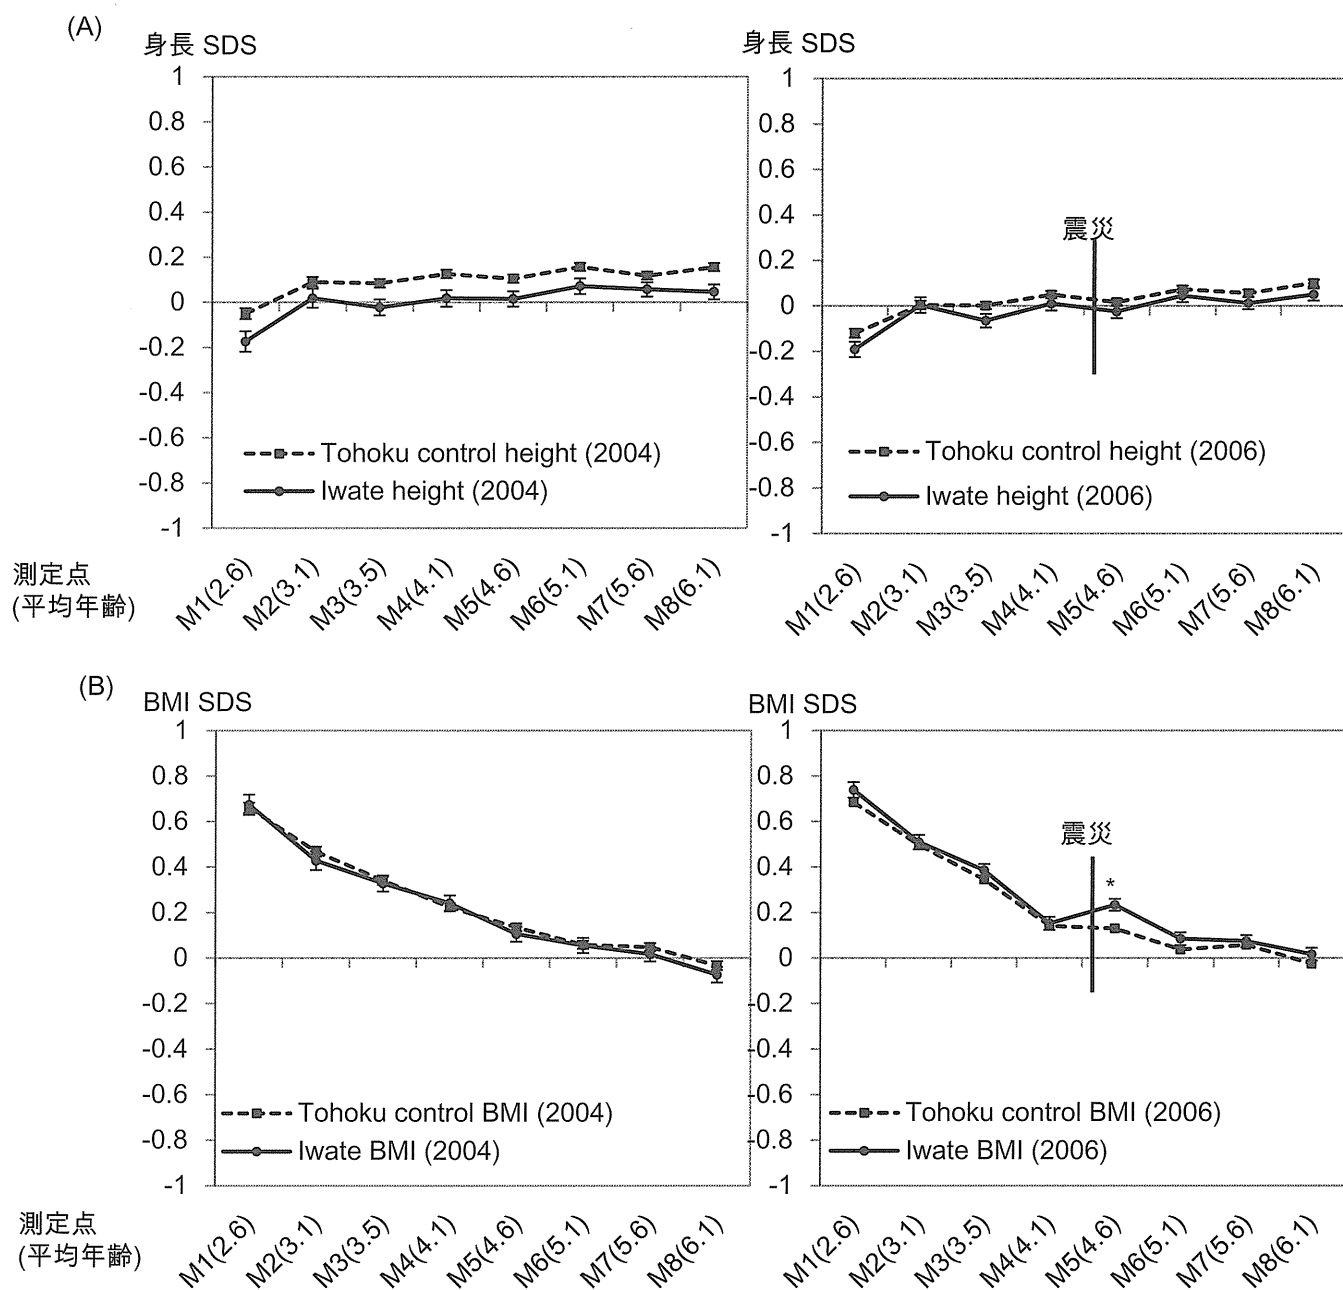 (A)
身長 SDS
1
0.8
0.6
0.4
0.2
0
-0.2
-0.4
-0.6
-0.8
-1
Tohoku control height (2004)
Iwate height (2004)
測定点
(平均年齢)
M1(2.6)
M2(3.1)
M3(3.5)
M4(4.1)
M5(4.6)
M6(5.1)
M7(5.6)
M8(6.1)
身長 SDS
1
0.8
0.6
0.4
0.2
0
-0.2
-0.4
-0.6
-0.8
-1
震災
Tohoku control height (2006)
Iwate height (2006)
M1(2.6)
M2(3.1)
M3(3.5)
M4(4.1)
M5(4.6)
M6(5.1)
M7(5.6)
M8(6.1)
(B)
BMI SDS
1
0.8
0.6
0.4
0.2
0
-0.2
-0.4
-0.6
-0.8
-1
Tohoku control BMI (2004)
Iwate BMI (2004)
測定点
(平均年齢)
M1(2.6)
M2(3.1)
M3(3.5)
M4(4.1)
M5(4.6)
M6(5.1)
M7(5.6)
M8(6.1)
BMI SDS
1
0.8
0.6
0.4
0.2
0
-0.2
-0.4
-0.6
-0.8
-1
震災
*
Tohoku control BMI (2006)
Iwate BMI (2006)
M1(2.6)
M2(3.1)
M3(3.5)
M4(4.1)
M5(4.6)
M6(5.1)
M7(5.6)
M8(6.1)